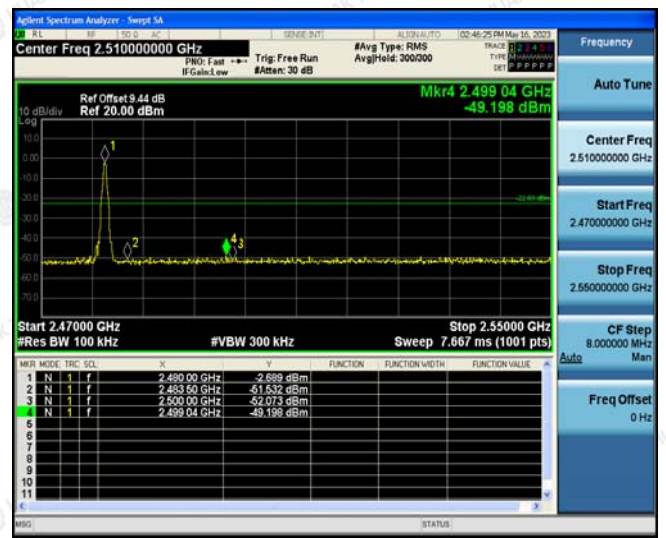 Agilent Spectrum Analyzer - Swept SA
RL RF 50 Ω AC SENSE:INT ALIGNAUTO 02:46:25 PM May 16, 2023
Center Freq 2.510000000 GHz
PNO: Fast
IFGain:Low
Trig: Free Run
#Atten: 30 dB
#Avg Type: RMS
Avg|Hold: 300/300
TRACE 1 2 3 4 5 6
TYPE
DET P P P P P P
Mkr4 2.499 04 GHz
-49.198 dBm
Ref Offset 9.44 dB
10 dB/div Ref 20.00 dBm
Log
10.0
0.00
-10.0
-20.0
-30.0
-40.0
-50.0
-60.0
-70.0
1
2
4
3
Start 2.47000 GHz Stop 2.55000 GHz
#Res BW 100 kHz #VBW 300 kHz Sweep 7.667 ms (1001 pts)
MKR MODE TRC SCL X Y FUNCTION FUNCTION WIDTH FUNCTION VALUE
1 N 1 f 2.480 00 GHz -2.689 dBm
2 N 1 f 2.483 50 GHz -51.532 dBm
3 N 1 f 2.500 00 GHz -52.073 dBm
4 N 1 f 2.499 04 GHz -49.198 dBm
5
6
7
8
9
10
11
MSG STATUS
Frequency
Auto Tune
Center Freq
2.510000000 GHz
Start Freq
2.470000000 GHz
Stop Freq
2.550000000 GHz
CF Step
8.000000 MHz
Auto Man
Freq Offset
0 Hz